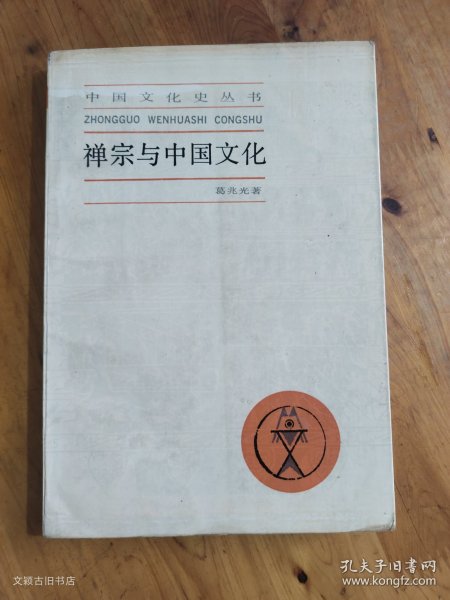 中国文化史丛书
ZHONGGUO WENHUASHI CONGSHU
禅宗与中国文化
葛兆光著
文颖古旧书店
孔夫子旧书网
www.kongfz.com